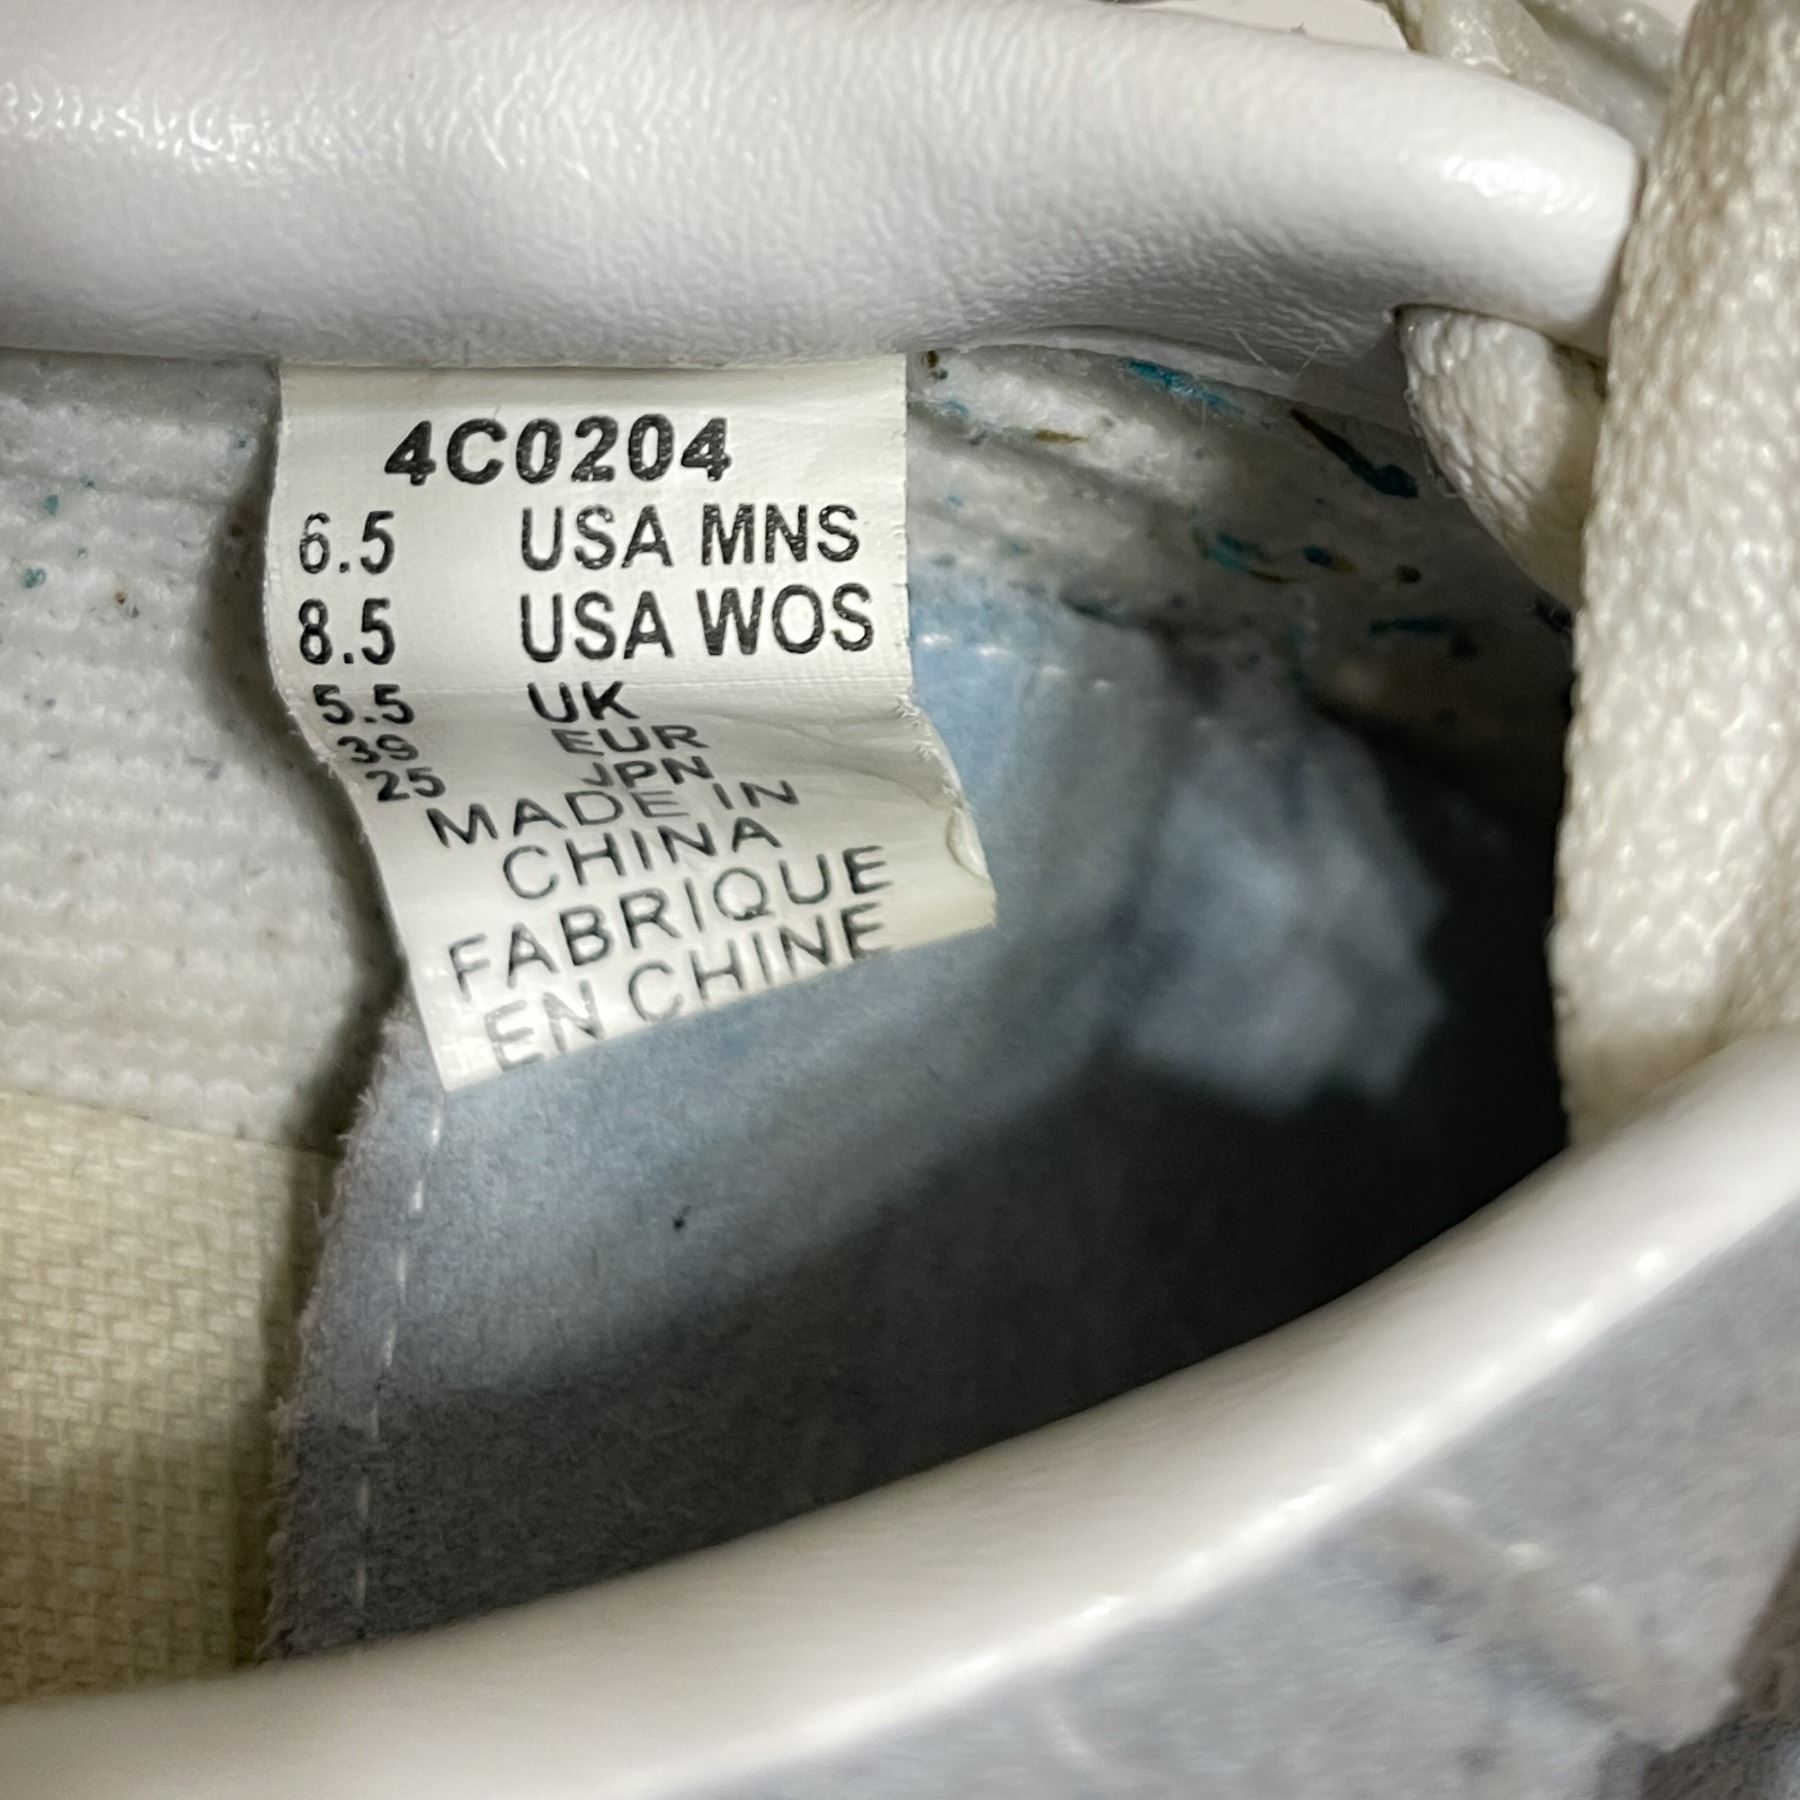 4C0204
6.5 USA MNS
8.5 USA WOS
5.5 UK
39 EUR
25 JPN
MADE IN
CHINA
FABRIQUE
EN CHINE